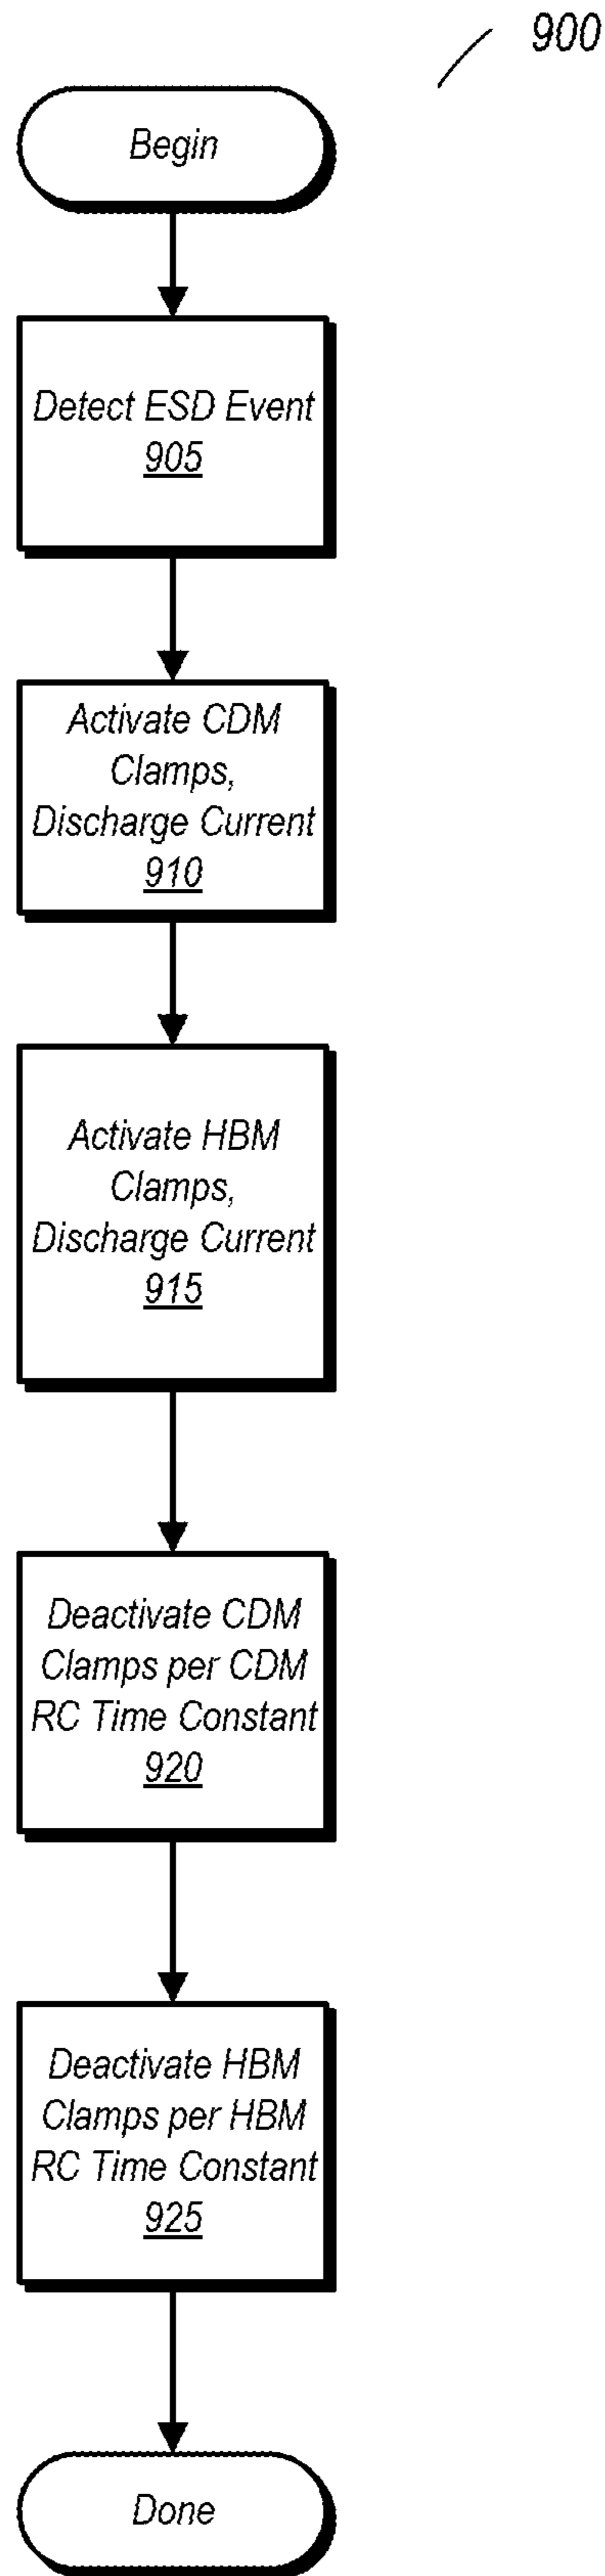 900
Begin
Detect ESD Event
905
Activate CDM
Clamps,
Discharge Current
910
Activate HBM
Clamps,
Discharge Current
915
Deactivate CDM
Clamps per CDM
RC Time Constant
920
Deactivate HBM
Clamps per HBM
RC Time Constant
925
Done